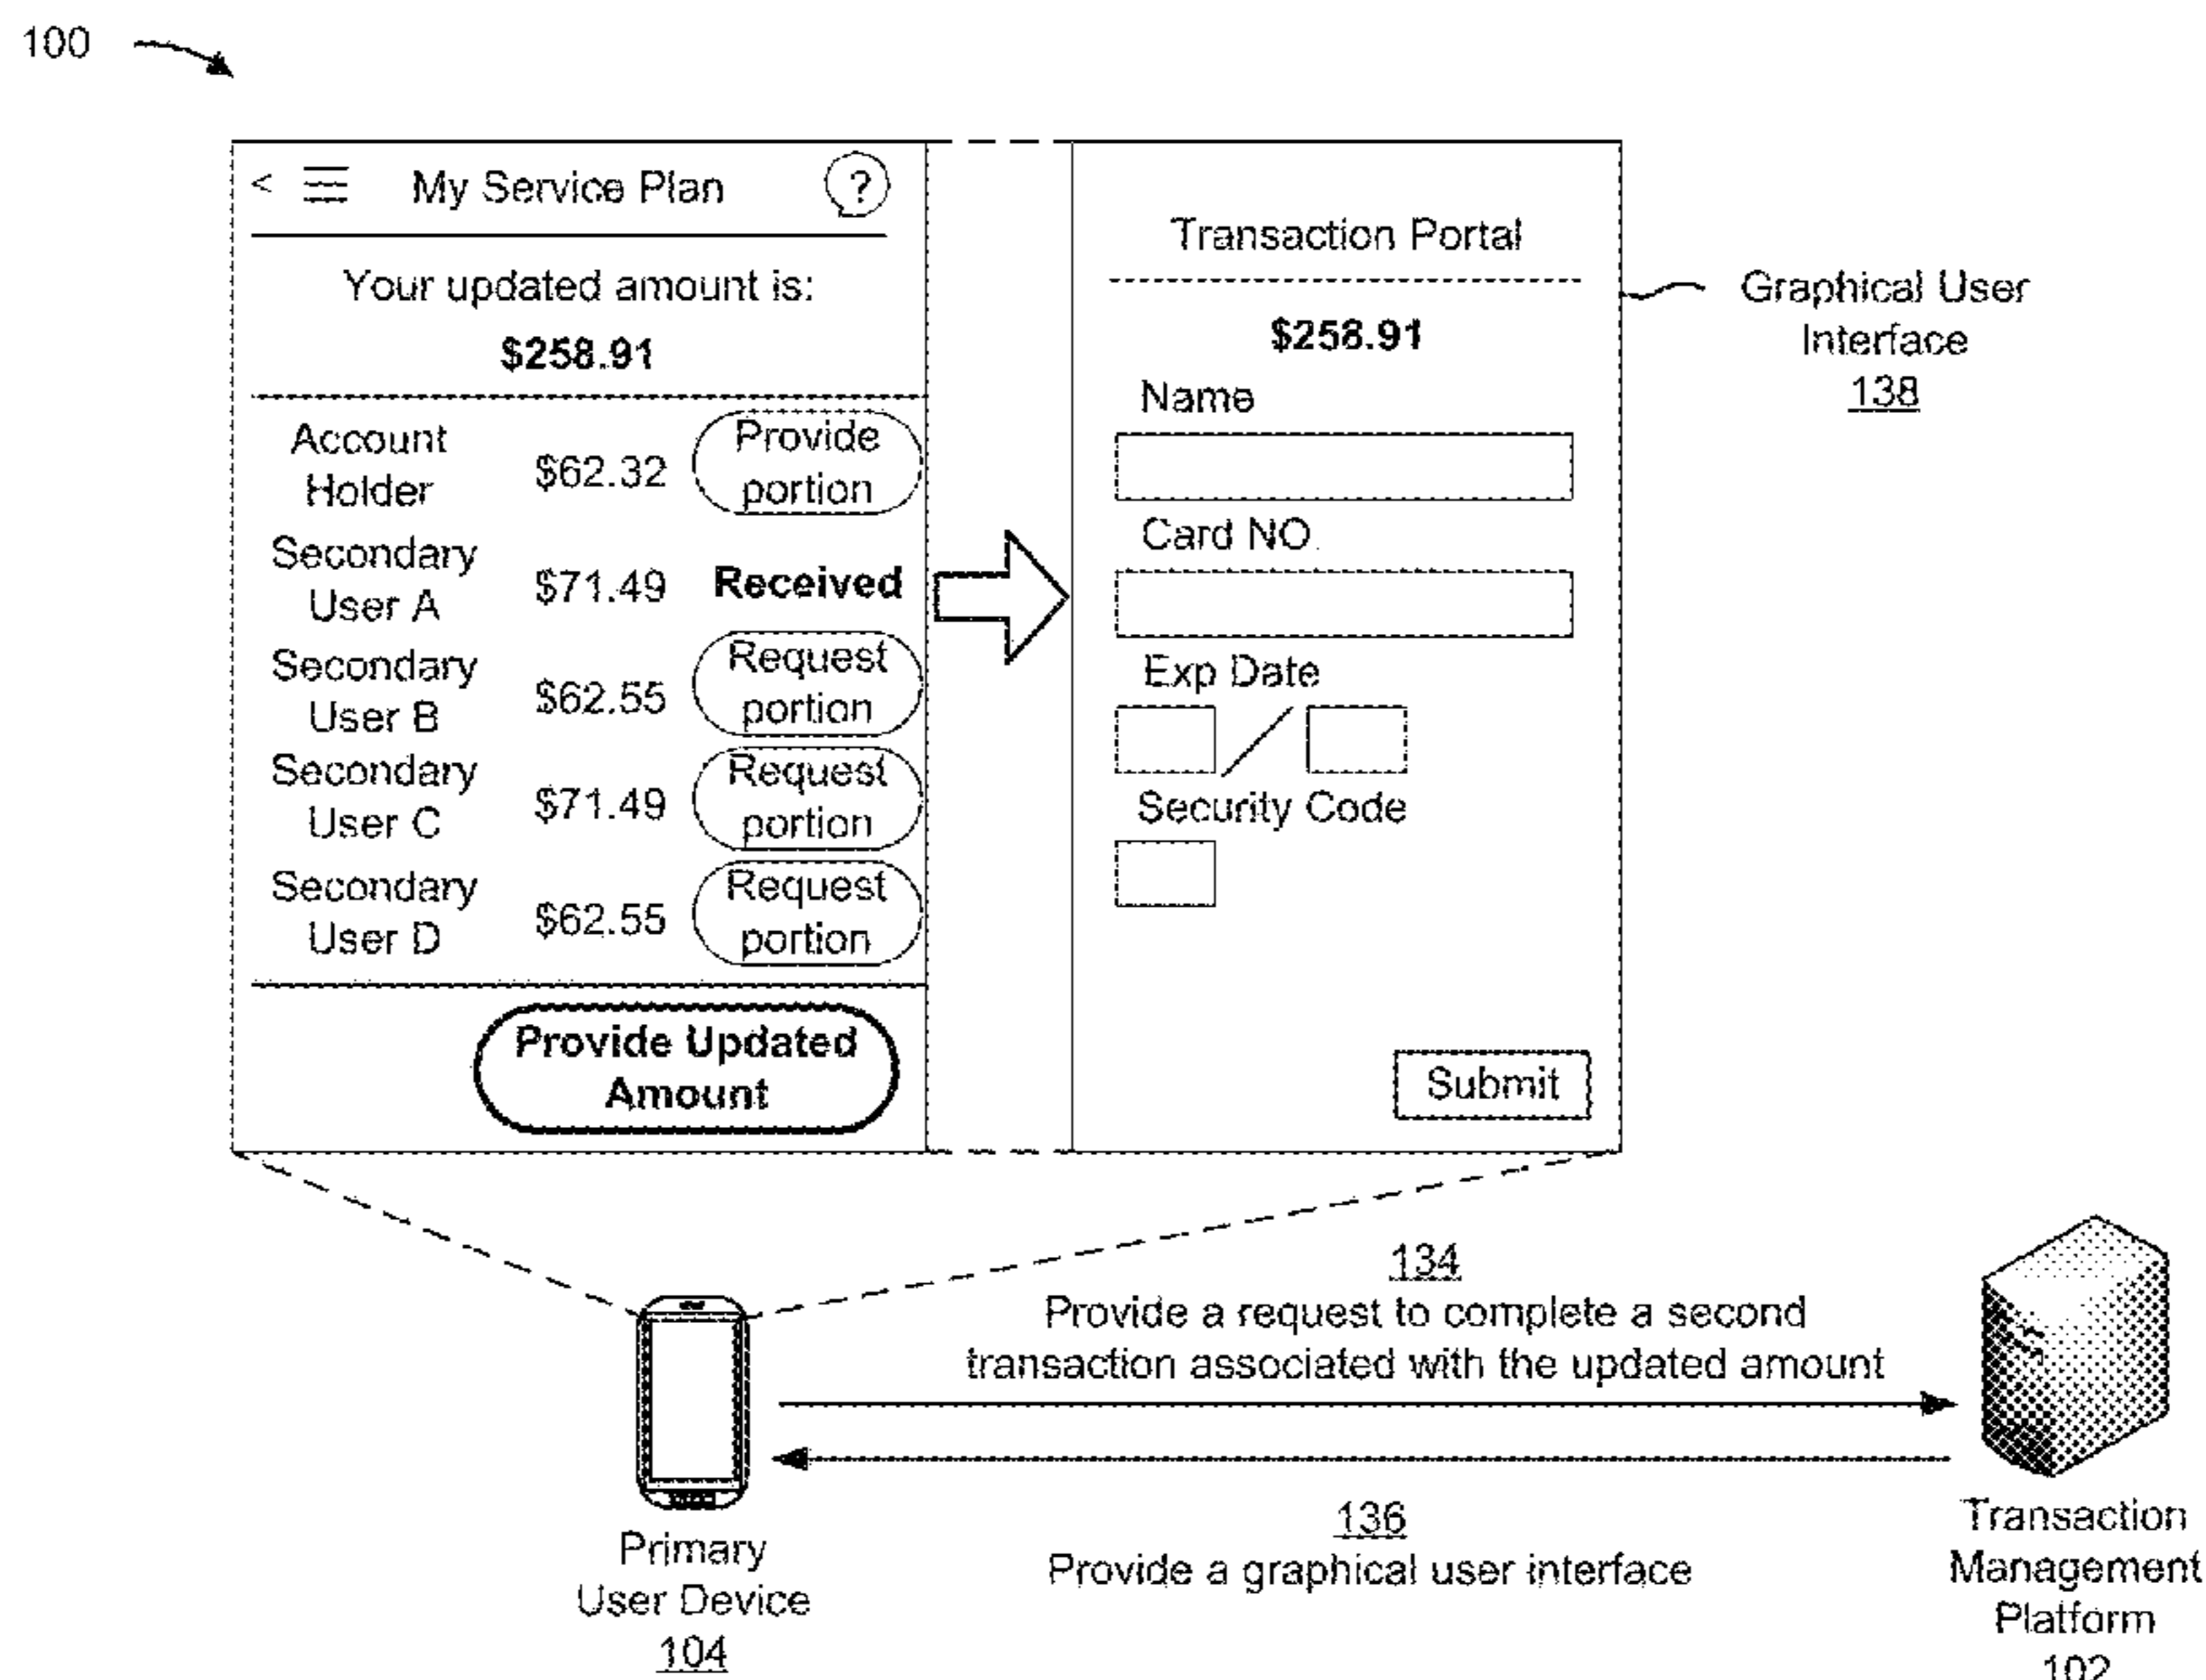 100
< My Service Plan ?
Your updated amount is:
$258.91
Account
Holder
$62.32
Provide
portion
Secondary
User A
$71.49
Received
Secondary
User B
$62.55
Request
portion
Secondary
User C
$71.49
Request
portion
Secondary
User D
$62.55
Request
portion
Provide Updated
Amount
Transaction Portal
$258.91
Name
Card NO.
Exp Date
/
Security Code
Submit
Graphical User
Interface
138
134
Provide a request to complete a second
transaction associated with the updated amount
136
Provide a graphical user interface
Primary
User Device
104
Transaction
Management
Platform
102